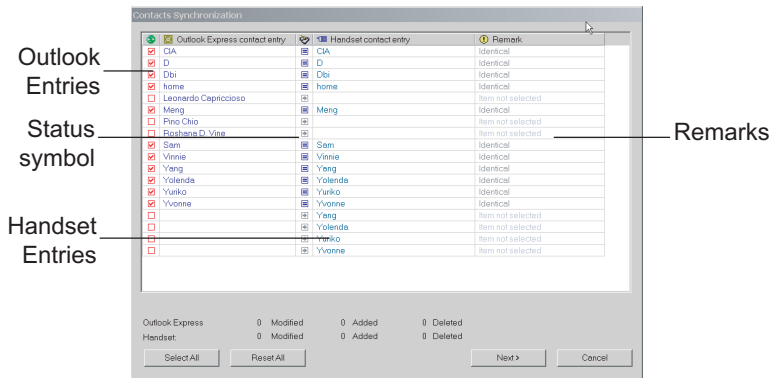 Contacts Synchronization
Outlook Express contact entry Handset contact entry Remark
CIA CIA Identical
D D Identical
Dbi Dbi Identical
home home Identical
Leonardo Capriccioso Item not selected
Meng Meng Identical
Pino Chio Item not selected
Roshana D. Vine Item not selected
Sam Sam Identical
Vinnie Vinnie Identical
Yang Yang Identical
Yolenda Yolenda Identical
Yuriko Yuriko Identical
Yvonne Yvonne Identical
Yang Item not selected
Yolenda Item not selected
Yuriko Item not selected
Yvonne Item not selected
Outlook Express 0 Modified 0 Added 0 Deleted
Handset: 0 Modified 0 Added 0 Deleted
Select All Reset All Next > Cancel
Outlook
Entries
Status
symbol
Handset
Entries
Remarks